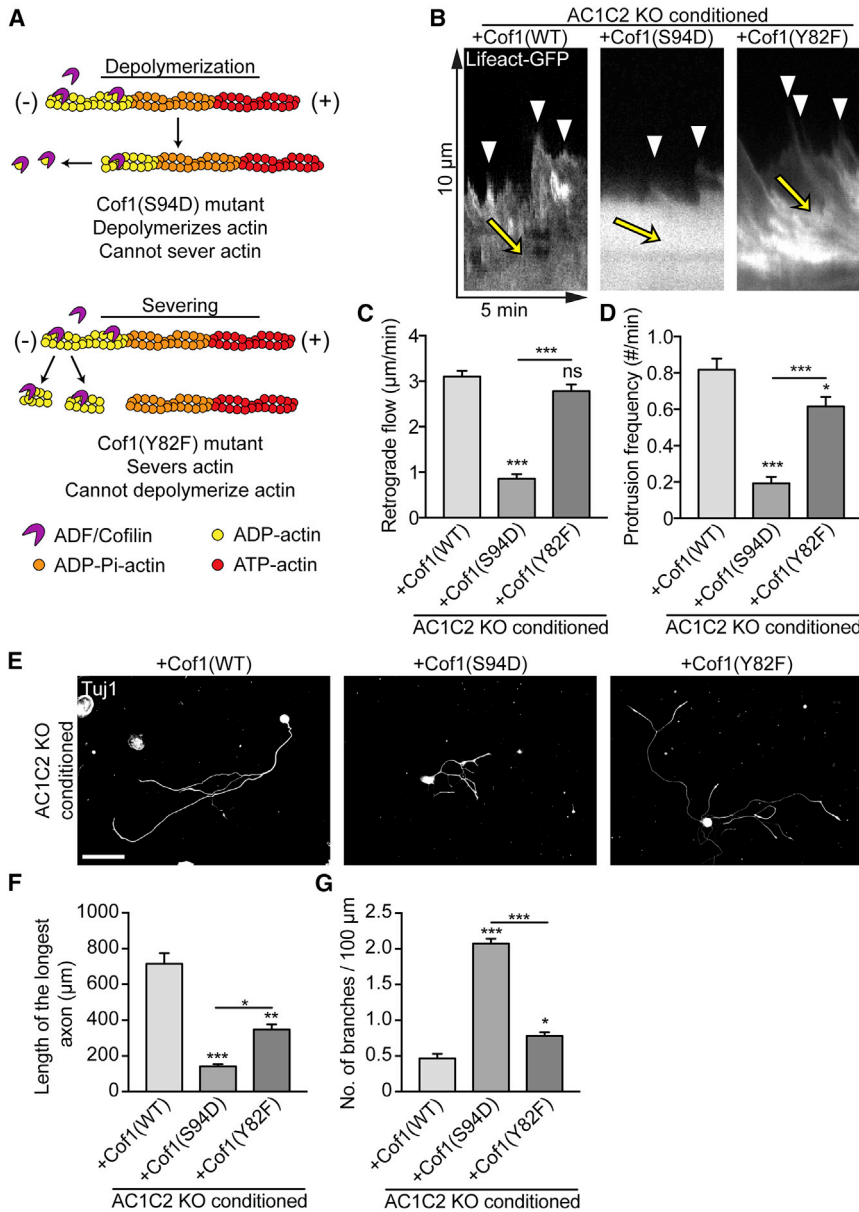 A
Depolymerization
(-)
(+)
Cof1(S94D) mutant
Depolymerizes actin
Cannot sever actin
Severing
(-)
(+)
Cof1(Y82F) mutant
Severs actin
Cannot depolymerize actin
ADF/Cofilin
ADP-actin
ADP-Pi-actin
ATP-actin
B
AC1C2 KO conditioned
+Cof1(WT)
+Cof1(S94D)
+Cof1(Y82F)
Lifeact-GFP
10 µm
5 min
C
Retrograde flow (µm/min)
4
3
2
1
0
***
***
ns
+Cof1(WT)
+Cof1(S94D)
+Cof1(Y82F)
AC1C2 KO conditioned
D
Protrusion frequency (#/min)
1.0
0.8
0.6
0.4
0.2
0
***
***
*
+Cof1(WT)
+Cof1(S94D)
+Cof1(Y82F)
AC1C2 KO conditioned
E
+Cof1(WT)
+Cof1(S94D)
+Cof1(Y82F)
Tuj1
AC1C2 KO
conditioned
F
Length of the longest
axon (µm)
1000
800
600
400
200
0
***
*
**
+Cof1(WT)
+Cof1(S94D)
+Cof1(Y82F)
AC1C2 KO conditioned
G
No. of branches / 100 µm
2.5
2.0
1.5
1.0
0.5
0
***
***
*
+Cof1(WT)
+Cof1(S94D)
+Cof1(Y82F)
AC1C2 KO conditioned